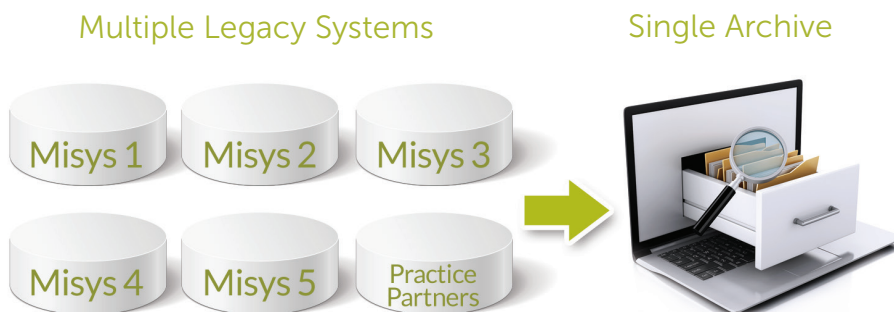 Multiple Legacy Systems
Single Archive
Misys 1
Misys 2
Misys 3
Misys 4
Misys 5
Practice
Partners